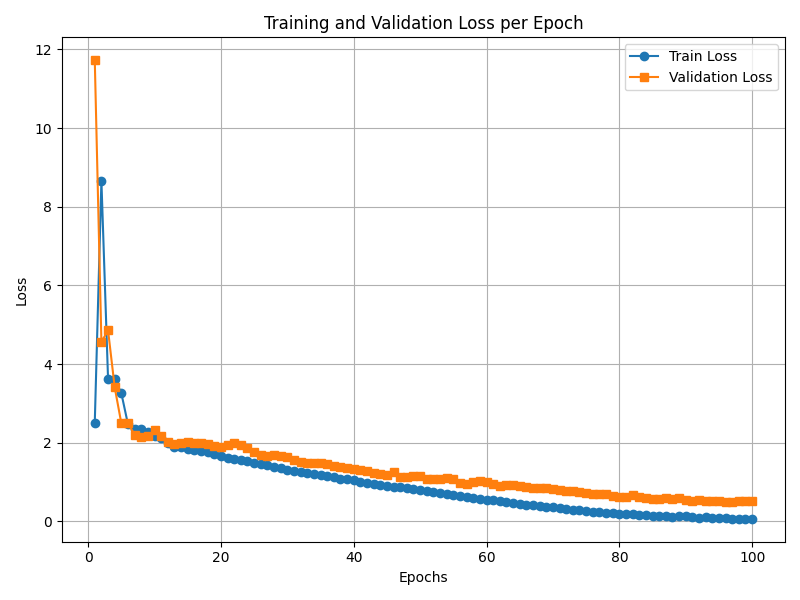 Training and Validation Loss per Epoch
Train Loss
Validation Loss
12
10
8
6
4
2
0
Loss
0 20 40 60 80 100
Epochs